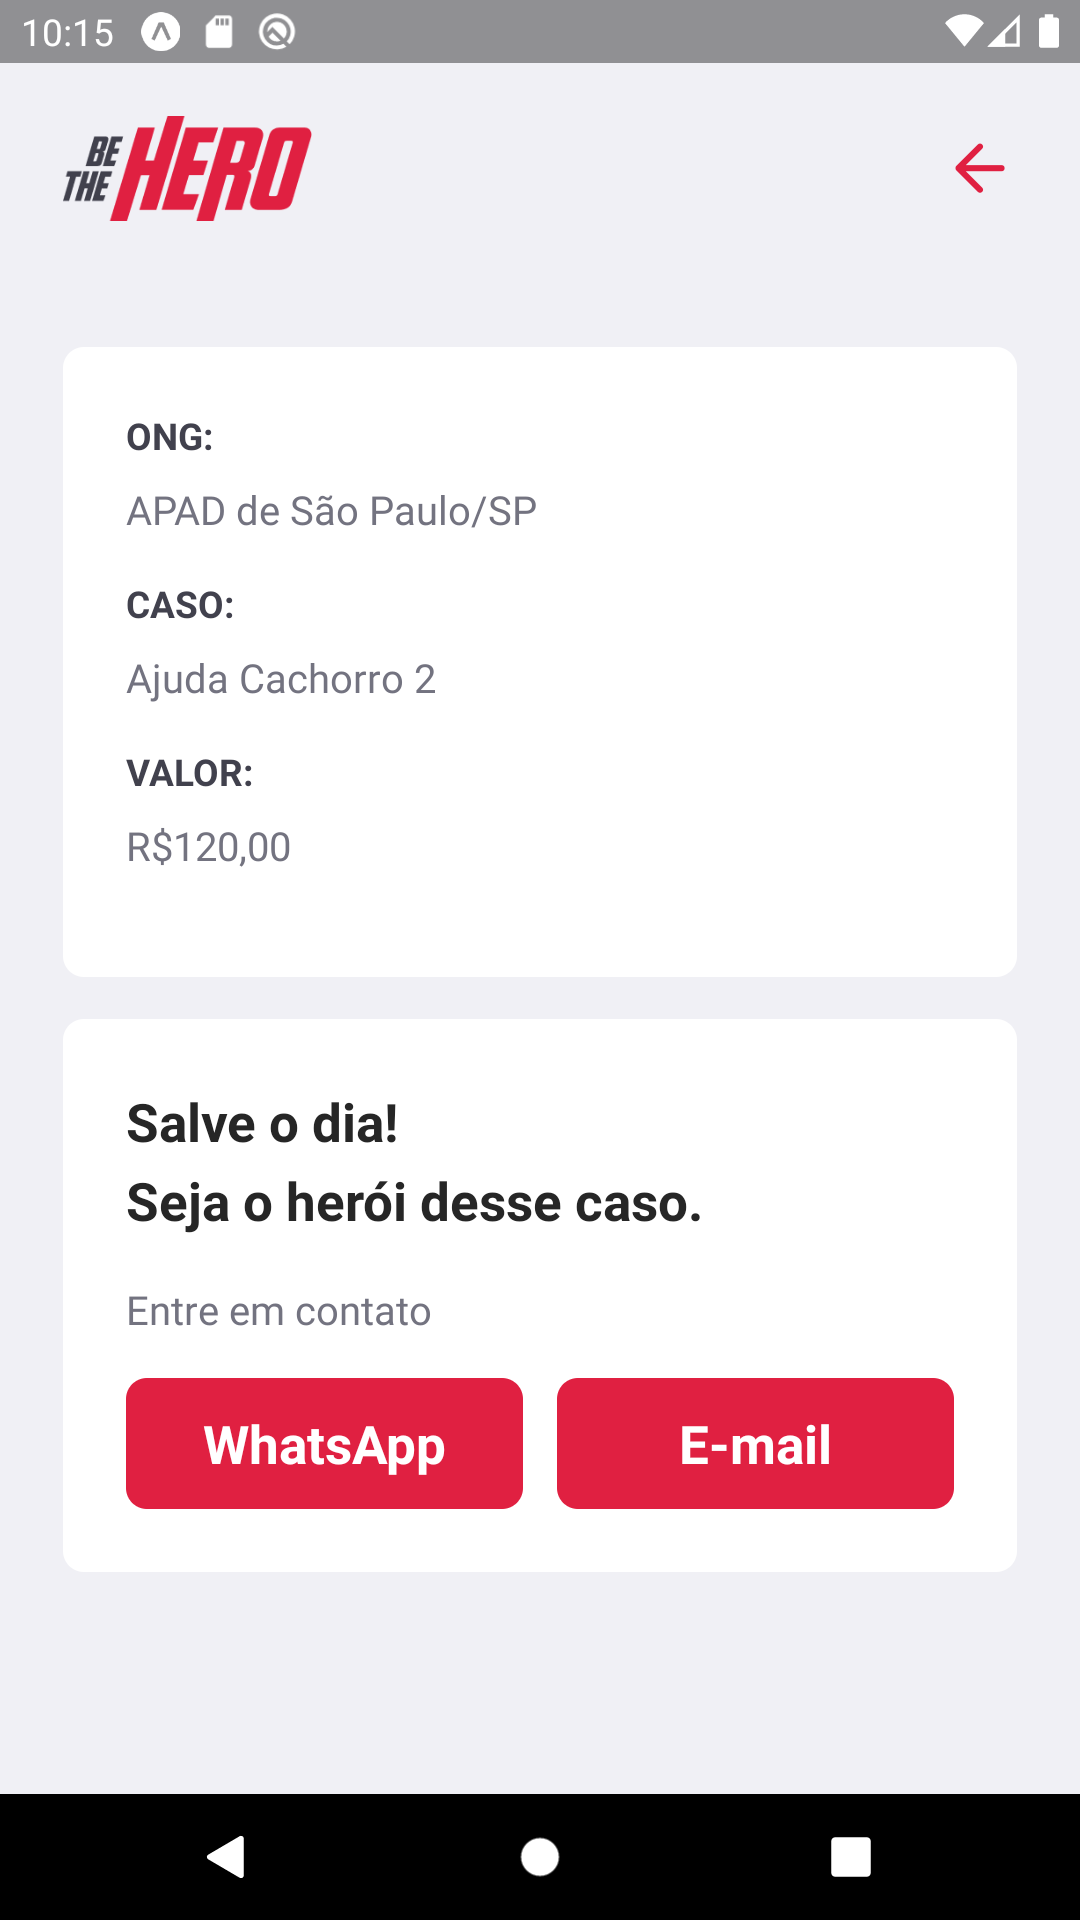 10:15
BE
THE HERO
ONG:
APAD de São Paulo/SP
CASO:
Ajuda Cachorro 2
VALOR:
R$120,00
Salve o dia!
Seja o herói desse caso.
Entre em contato
WhatsApp
E-mail